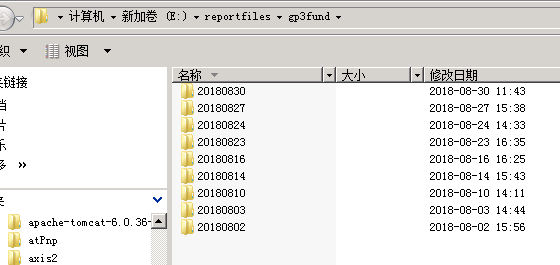 计算机 新加卷 (E:) reportfiles gp3fund
织 视图
名称 大小 修改日期
夹链接
当
片
乐
多 »
20180830 2018-08-30 11:43
20180827 2018-08-27 15:38
20180824 2018-08-24 14:33
20180823 2018-08-23 16:35
20180816 2018-08-16 16:25
20180814 2018-08-14 15:43
20180810 2018-08-10 14:11
20180803 2018-08-03 14:44
20180802 2018-08-02 15:56
夹
apache-tomcat-6.0.36-
atPnp
axis2